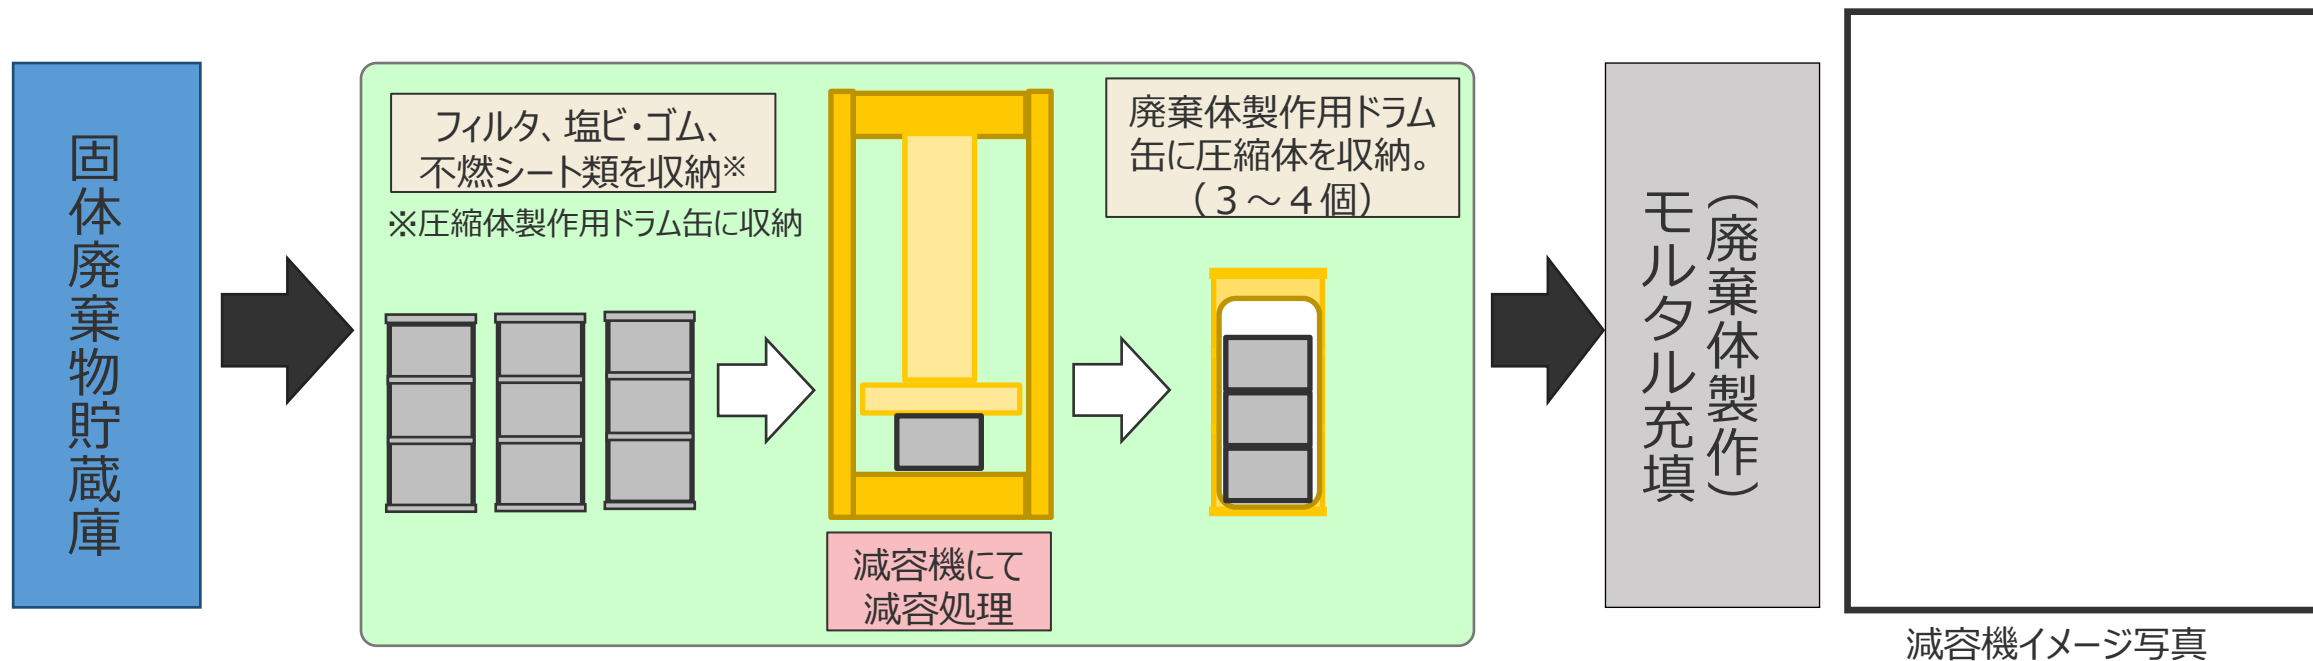 固体廃棄物貯蔵庫
フィルタ、塩ビ・ゴム、
不燃シート類を収納※
※圧縮体製作用ドラム缶に収納
減容機にて
減容処理
廃棄体製作用ドラム
缶に圧縮体を収納。
（３～４個）
（廃棄体製作）
モルタル充填
減容機イメージ写真